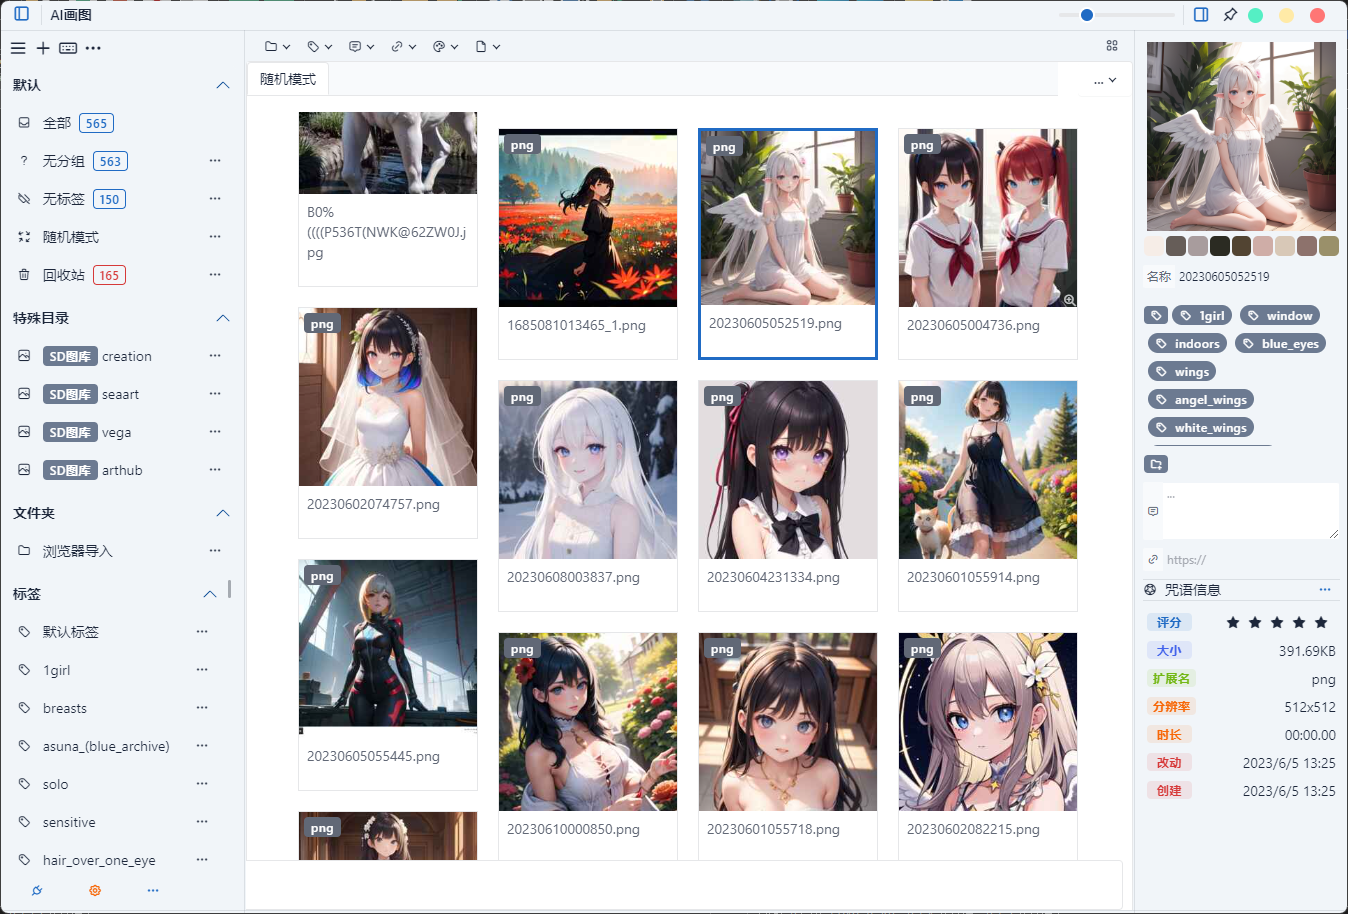 AI画图
默认
全部 565
无分组 563
无标签 150
随机模式
回收站 165
特殊目录
SD图库 creation
SD图库 seaart
SD图库 vega
SD图库 arthub
文件夹
浏览器导入
标签
默认标签
1girl
breasts
asuna_(blue_archive)
solo
sensitive
hair_over_one_eye
随机模式
... 
B0%
((((P536T(NWK@62ZW0J.j
pg
png
20230602074757.png
png
20230605055445.png
png
png
1685081013465_1.png
png
20230608003837.png
png
20230610000850.png
png
20230605052519.png
png
20230604231334.png
png
20230601055718.png
png
20230605004736.png
png
20230601055914.png
png
20230602082215.png
名称 20230605052519
1girl
window
indoors
blue_eyes
wings
angel_wings
white_wings
...
https://
咒语信息
评分 ★ ★ ★ ★ ★
大小 391.69KB
扩展名 png
分辨率 512x512
时长 00:00.00
改动 2023/6/5 13:25
创建 2023/6/5 13:25